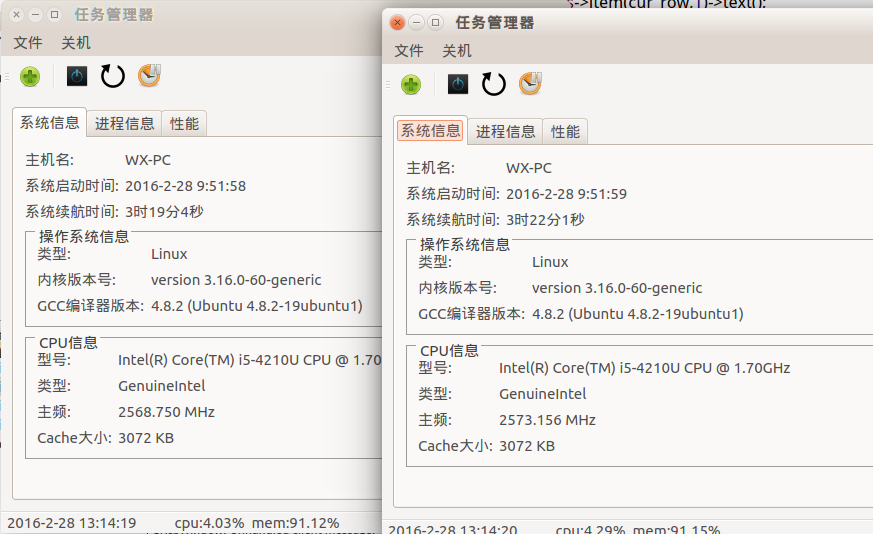 s->item(cur_row,1)->text();
任务管理器
文件 关机
系统信息 进程信息 性能
主机名: WX-PC
系统启动时间: 2016-2-28 9:51:58
系统续航时间: 3时19分4秒
操作系统信息
类型: Linux
内核版本号: version 3.16.0-60-generic
GCC编译器版本: 4.8.2 (Ubuntu 4.8.2-19ubuntu1)
CPU信息
型号: Intel(R) Core(TM) i5-4210U CPU @ 1.70
类型: GenuineIntel
主频: 2568.750 MHz
Cache大小: 3072 KB
2016-2-28 13:14:19 cpu:4.03% mem:91.12%
任务管理器
文件 关机
系统信息 进程信息 性能
主机名: WX-PC
系统启动时间: 2016-2-28 9:51:59
系统续航时间: 3时22分1秒
操作系统信息
类型: Linux
内核版本号: version 3.16.0-60-generic
GCC编译器版本: 4.8.2 (Ubuntu 4.8.2-19ubuntu1)
CPU信息
型号: Intel(R) Core(TM) i5-4210U CPU @ 1.70GHz
类型: GenuineIntel
主频: 2573.156 MHz
Cache大小: 3072 KB
2016-2-28 13:14:20 cpu:4.29% mem:91.15%